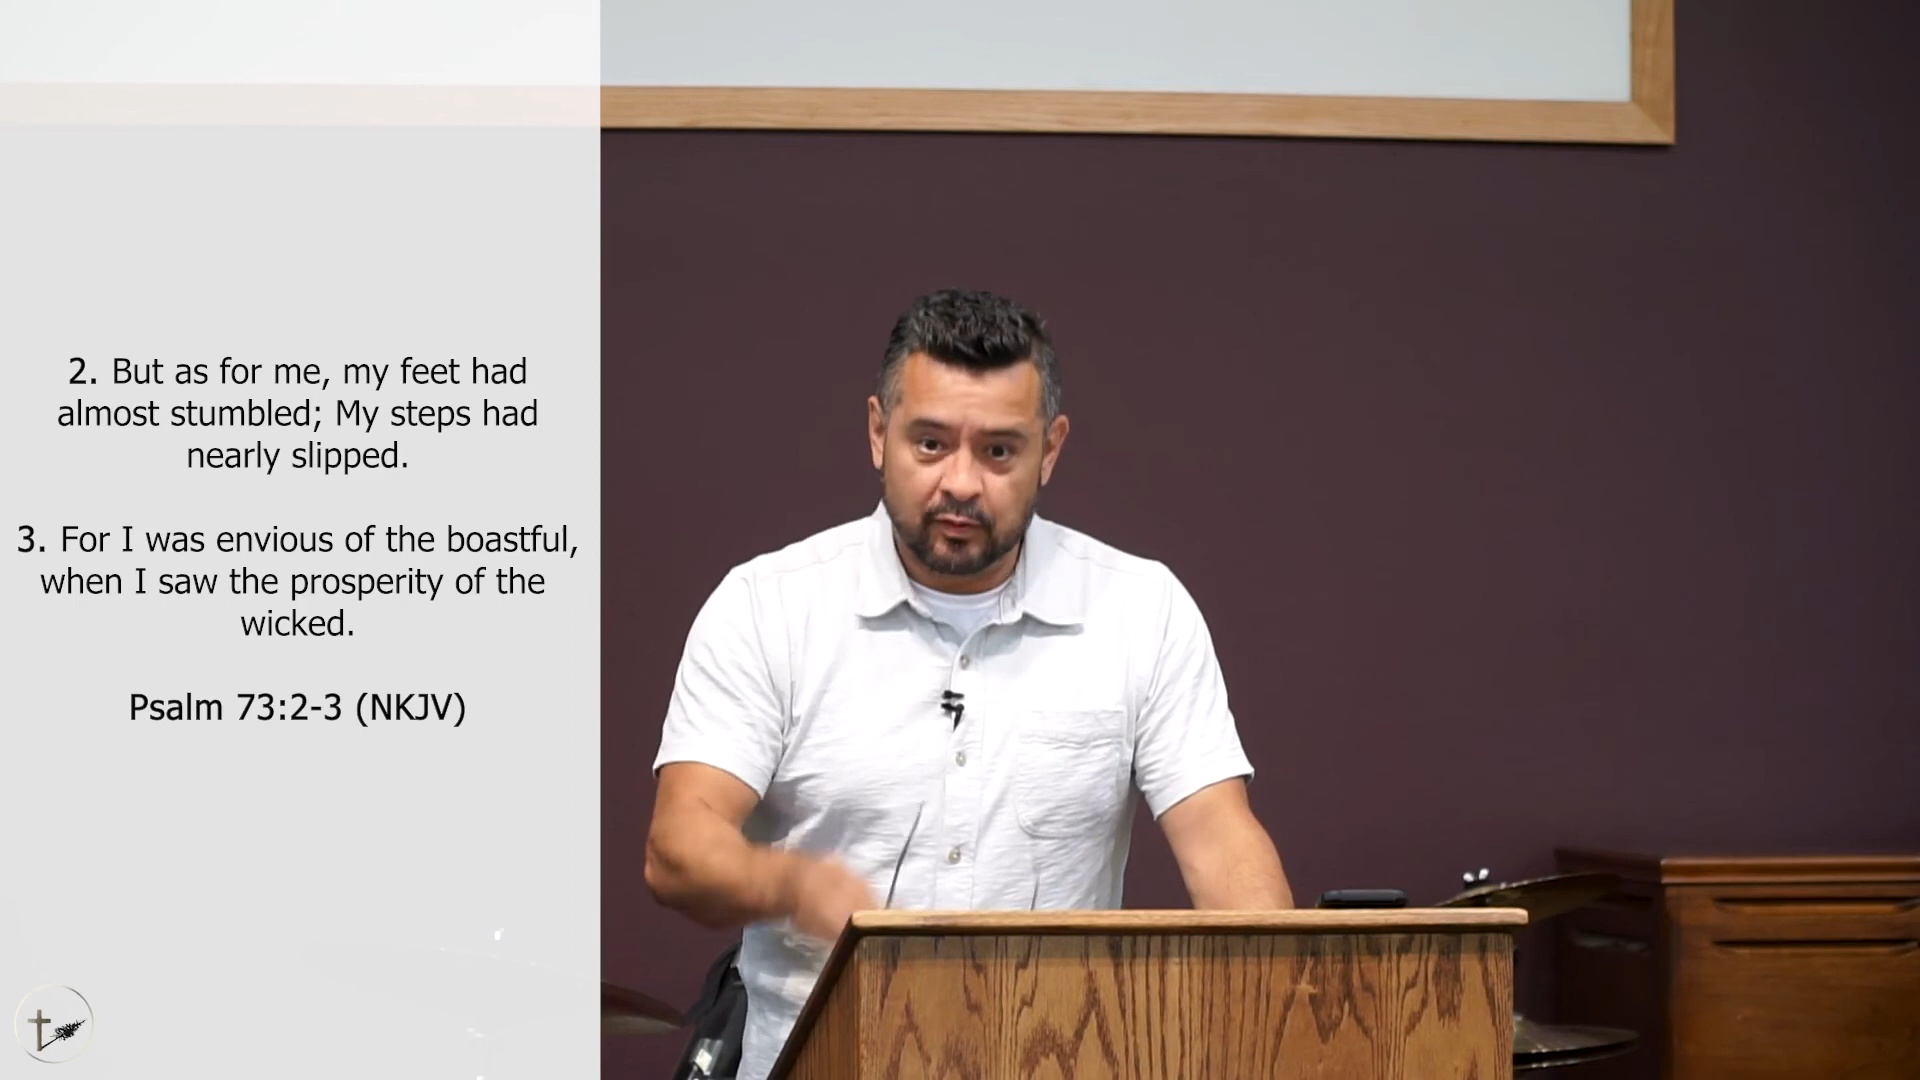 2. But as for me, my feet had
almost stumbled; My steps had
nearly slipped.
3. For I was envious of the boastful,
when I saw the prosperity of the
wicked.
Psalm 73:2-3 (NKJV)